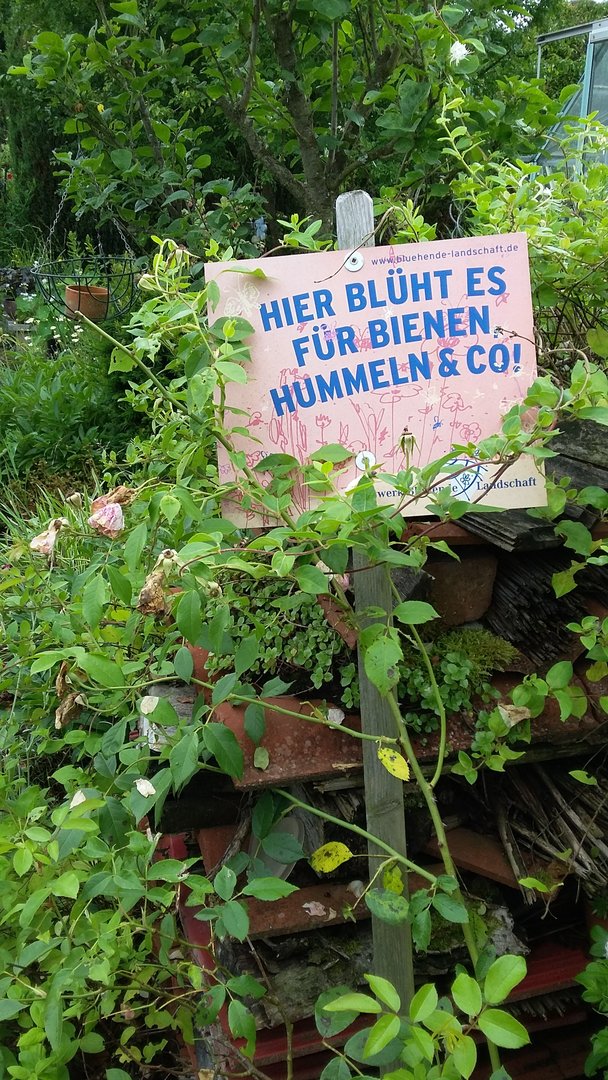 www.bluehende-landschaft.de
HIER BLÜHT ES
FÜR BIENEN,
HUMMELN & CO!
Landschaft